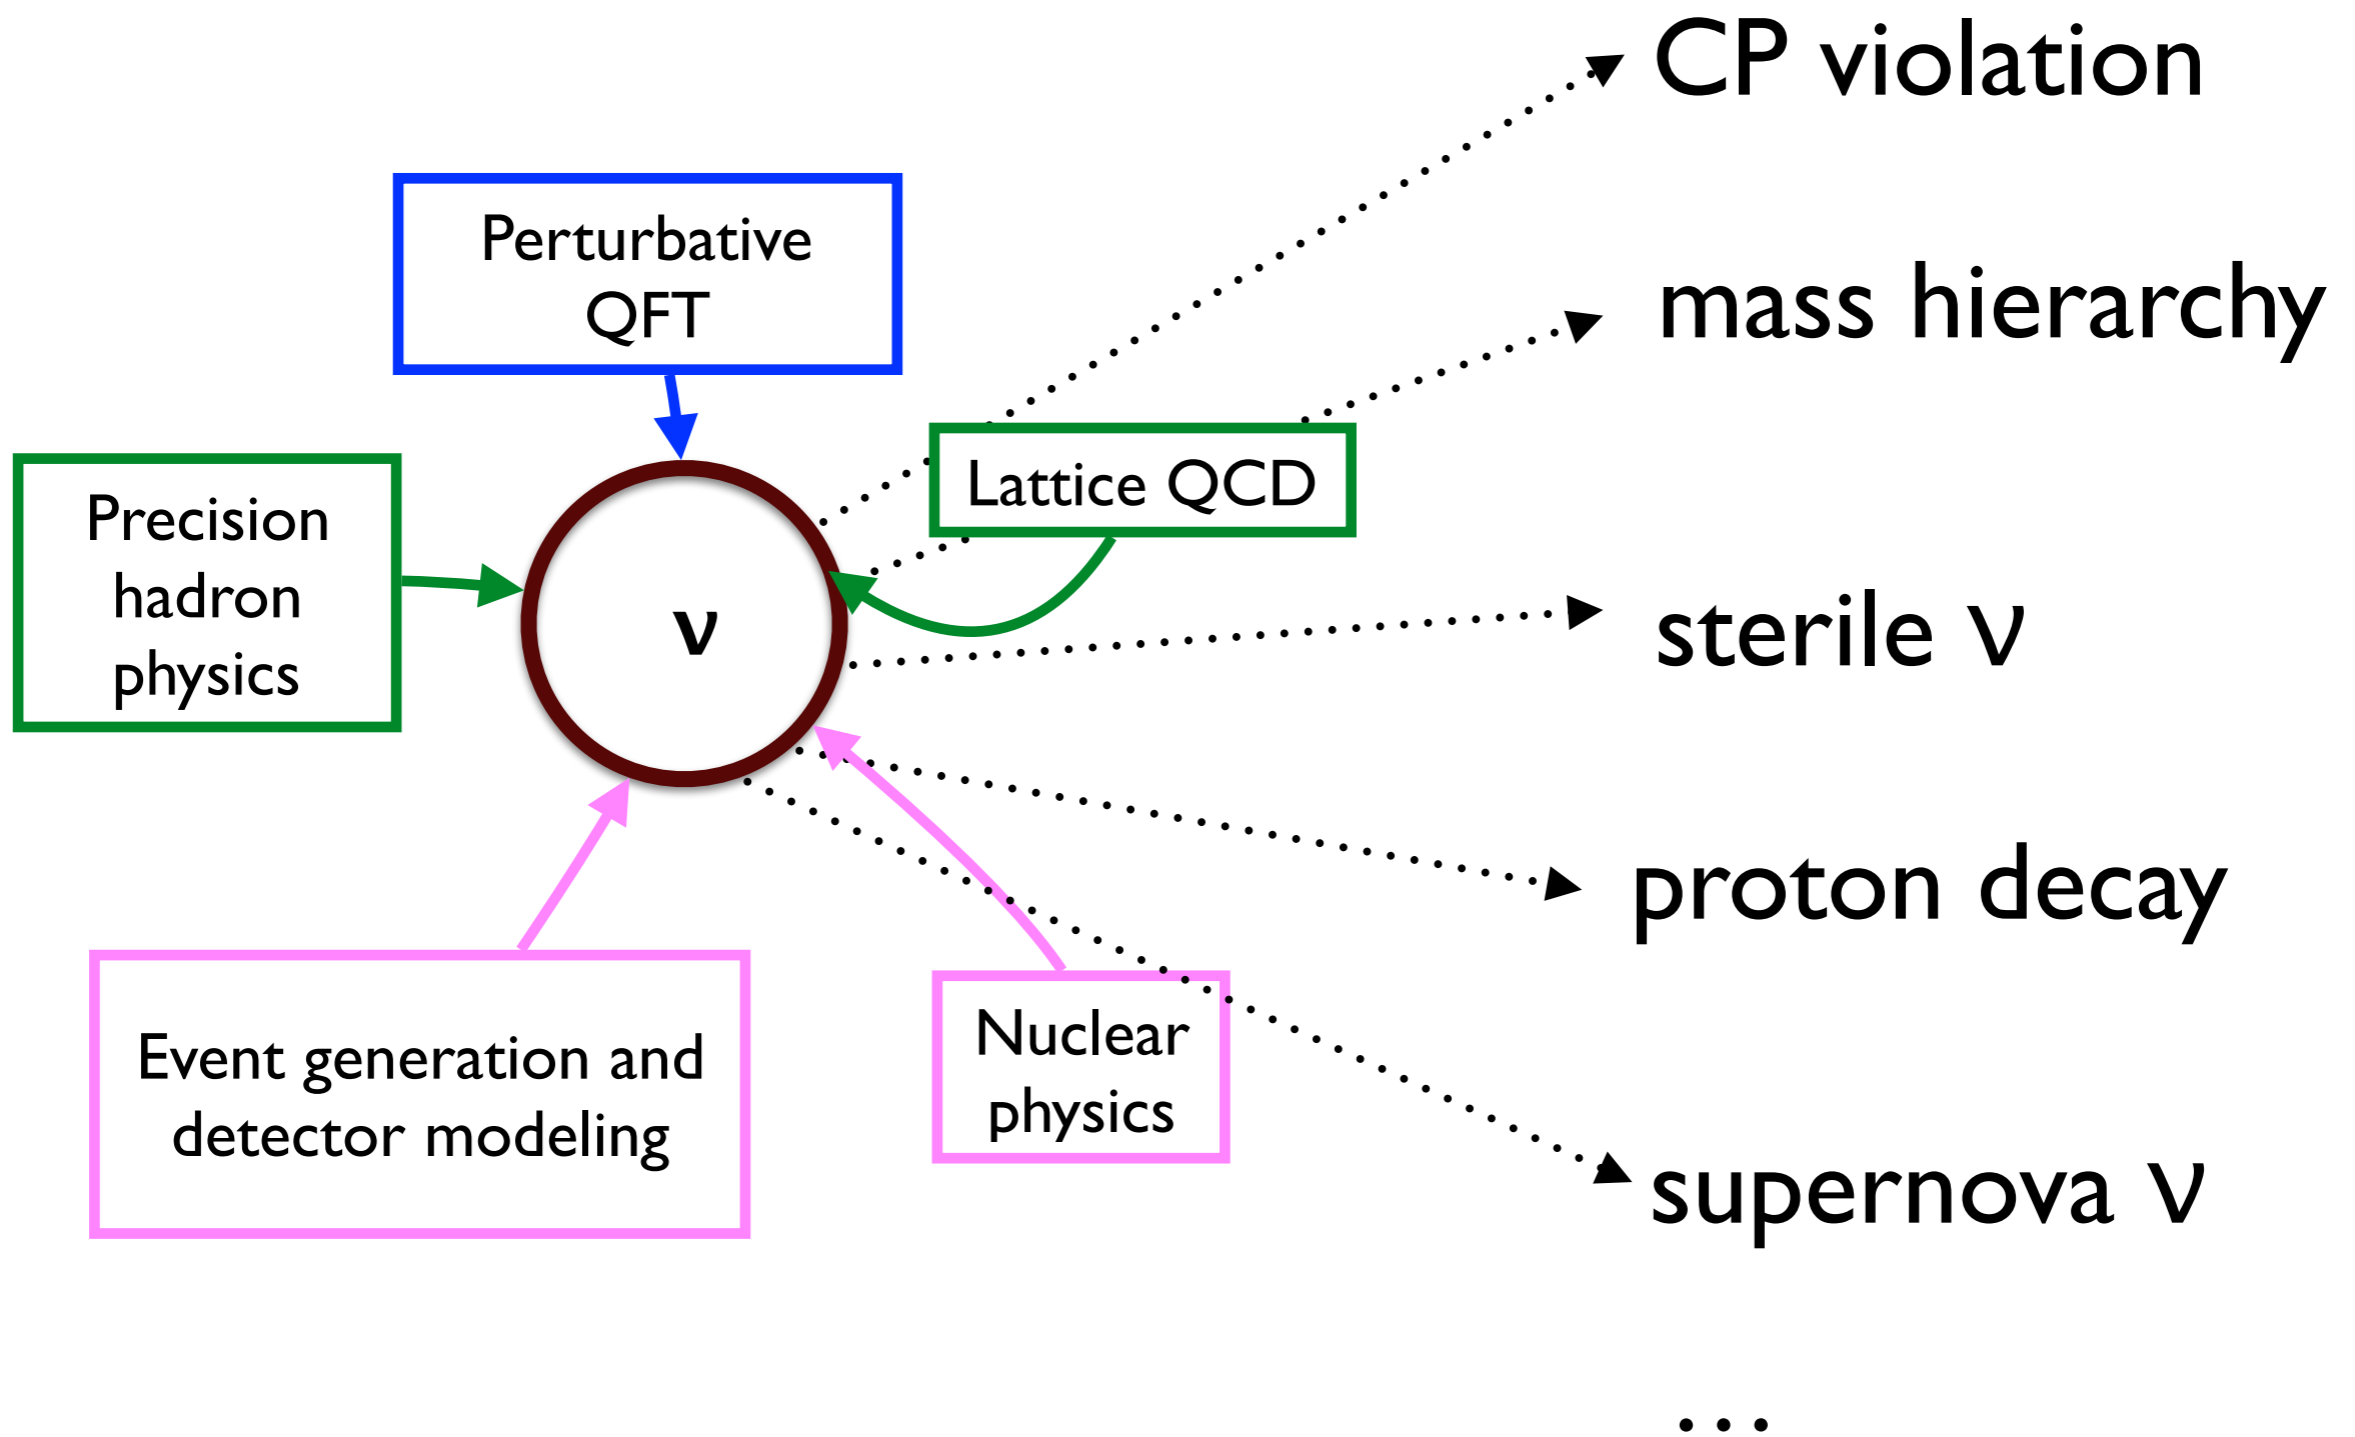 CP violation
Perturbative
QFT
mass hierarchy
Lattice QCD
Precision
hadron
physics
ν
sterile ν
proton decay
Event generation and
detector modeling
Nuclear
physics
supernova ν
...